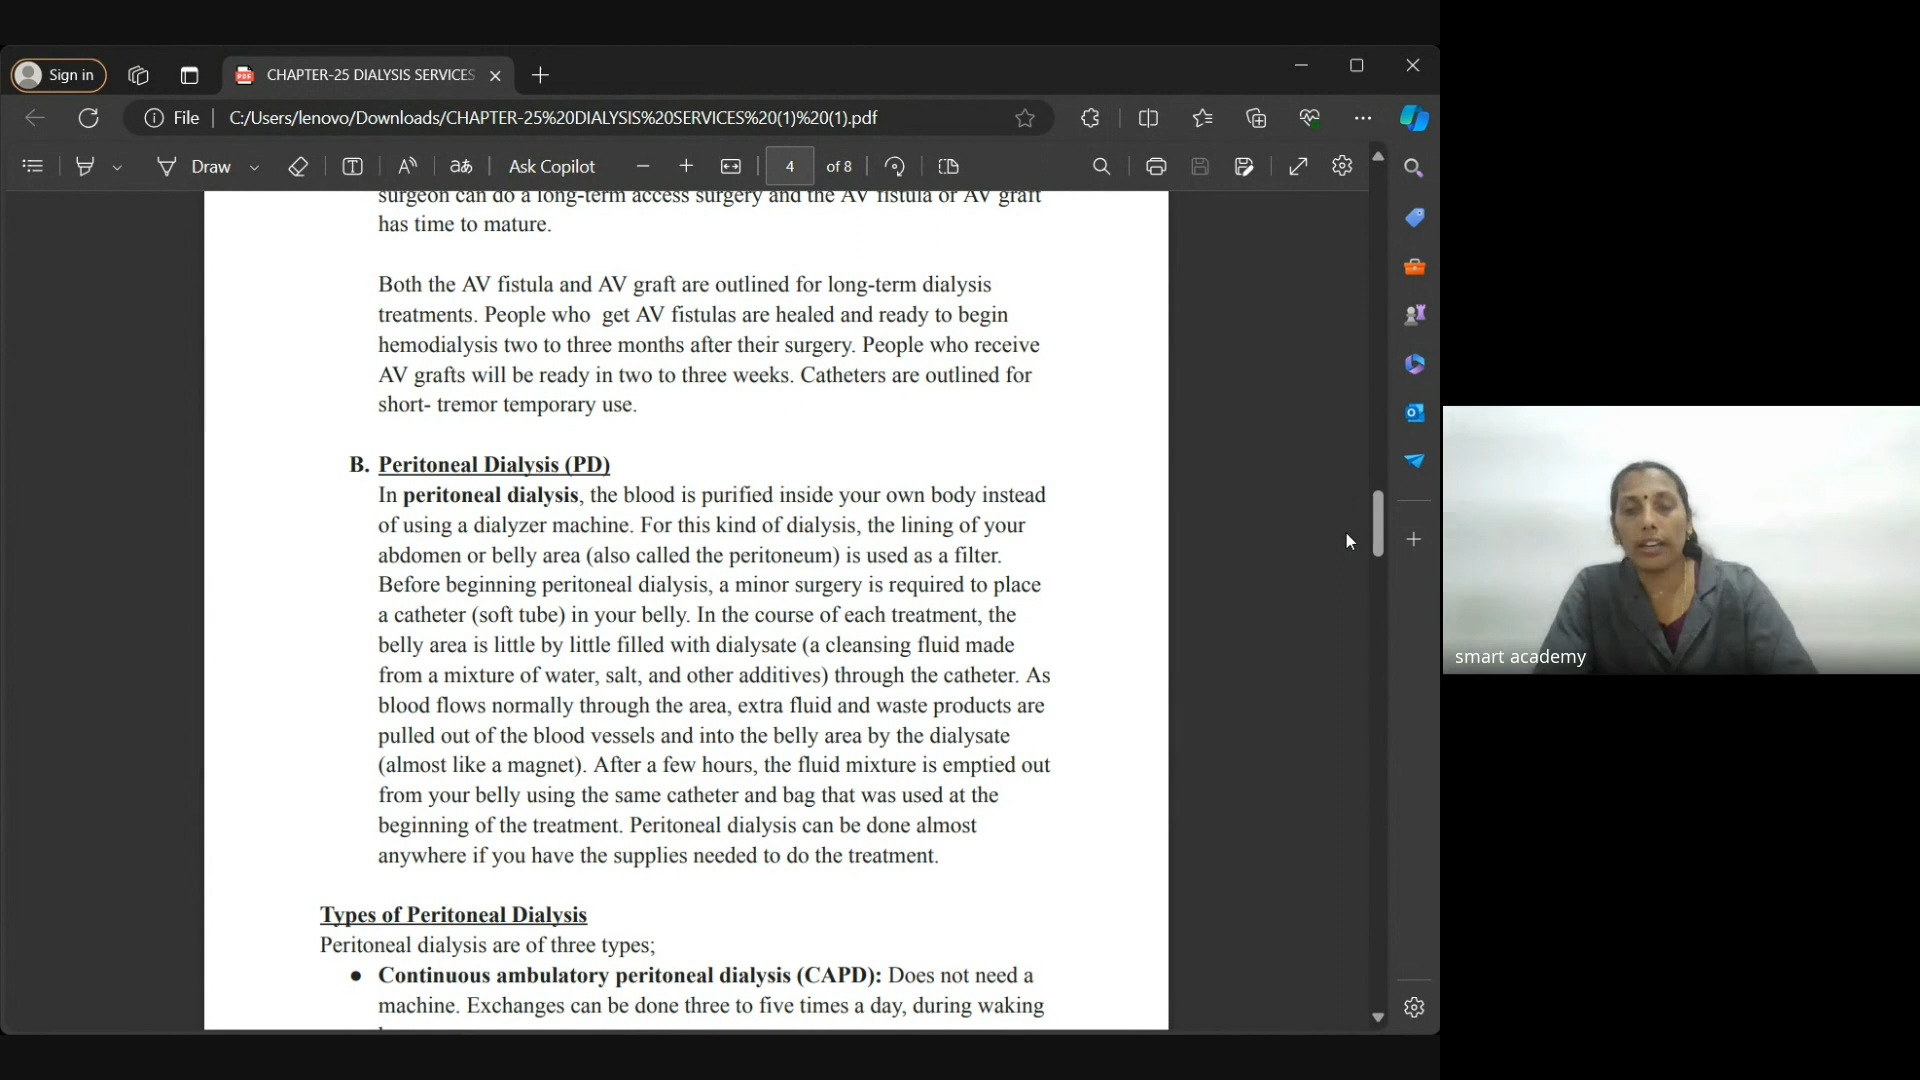 Sign in
CHAPTER-25 DIALYSIS SERVICES
File
C:/Users/lenovo/Downloads/CHAPTER-25%20DIALYSIS%20SERVICES%20(1)%20(1).pdf
Draw
Ask Copilot
4 of 8
surgeon can do a long-term access surgery and the AV fistula or AV graft
has time to mature.
Both the AV fistula and AV graft are outlined for long-term dialysis
treatments. People who get AV fistulas are healed and ready to begin
hemodialysis two to three months after their surgery. People who receive
AV grafts will be ready in two to three weeks. Catheters are outlined for
short- tremor temporary use.
B. Peritoneal Dialysis (PD)
In peritoneal dialysis, the blood is purified inside your own body instead
of using a dialyzer machine. For this kind of dialysis, the lining of your
abdomen or belly area (also called the peritoneum) is used as a filter.
Before beginning peritoneal dialysis, a minor surgery is required to place
a catheter (soft tube) in your belly. In the course of each treatment, the
belly area is little by little filled with dialysate (a cleansing fluid made
from a mixture of water, salt, and other additives) through the catheter. As
blood flows normally through the area, extra fluid and waste products are
pulled out of the blood vessels and into the belly area by the dialysate
(almost like a magnet). After a few hours, the fluid mixture is emptied out
from your belly using the same catheter and bag that was used at the
beginning of the treatment. Peritoneal dialysis can be done almost
anywhere if you have the supplies needed to do the treatment.
Types of Peritoneal Dialysis
Peritoneal dialysis are of three types;
● Continuous ambulatory peritoneal dialysis (CAPD): Does not need a
machine. Exchanges can be done three to five times a day, during waking
smart academy